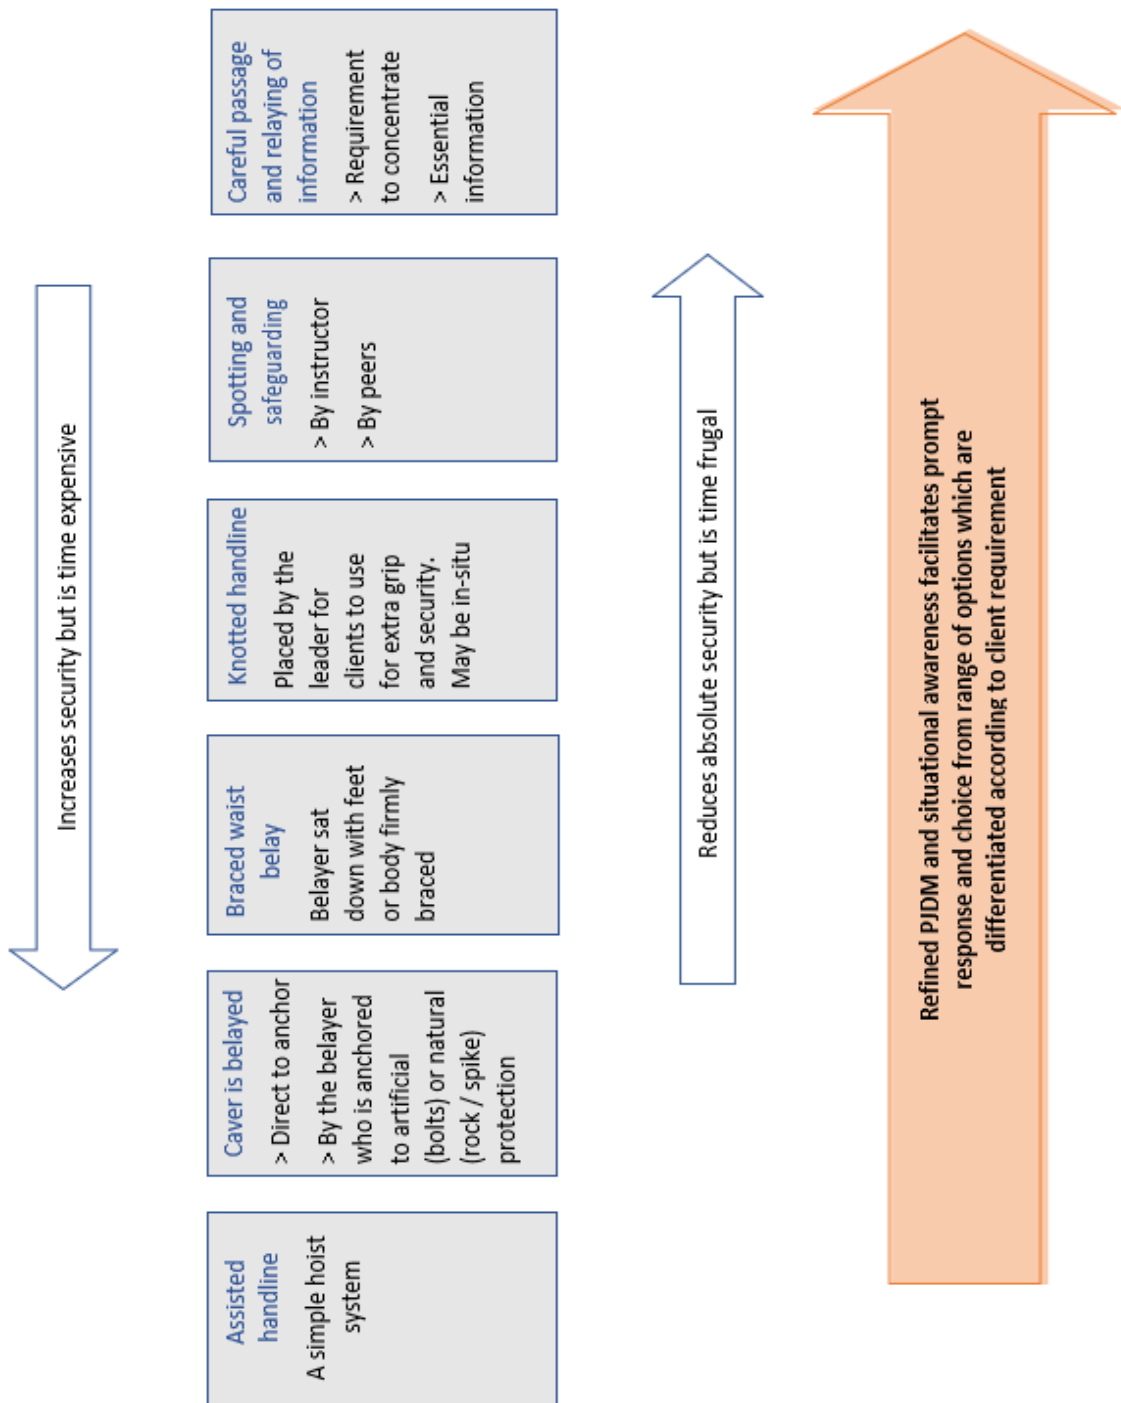 Increases security but is time expensive
Assisted
handline
A simple hoist
system
Caver is belayed
> Direct to anchor
> By the belayer
who is anchored
to artificial
(bolts) or natural
(rock / spike)
protection
Braced waist
belay
Belayer sat
down with feet
or body firmly
braced
Knotted handline
Placed by the
leader for
clients to use
for extra grip
and security.
May be in-situ
Spotting and
safeguarding
> By instructor
> By peers
Careful passage
and relaying of
information
> Requirement
to concentrate
> Essential
information
Reduces absolute security but is time frugal
Refined PJDM and situational awareness facilitates prompt
response and choice from range of options which are
differentiated according to client requirement